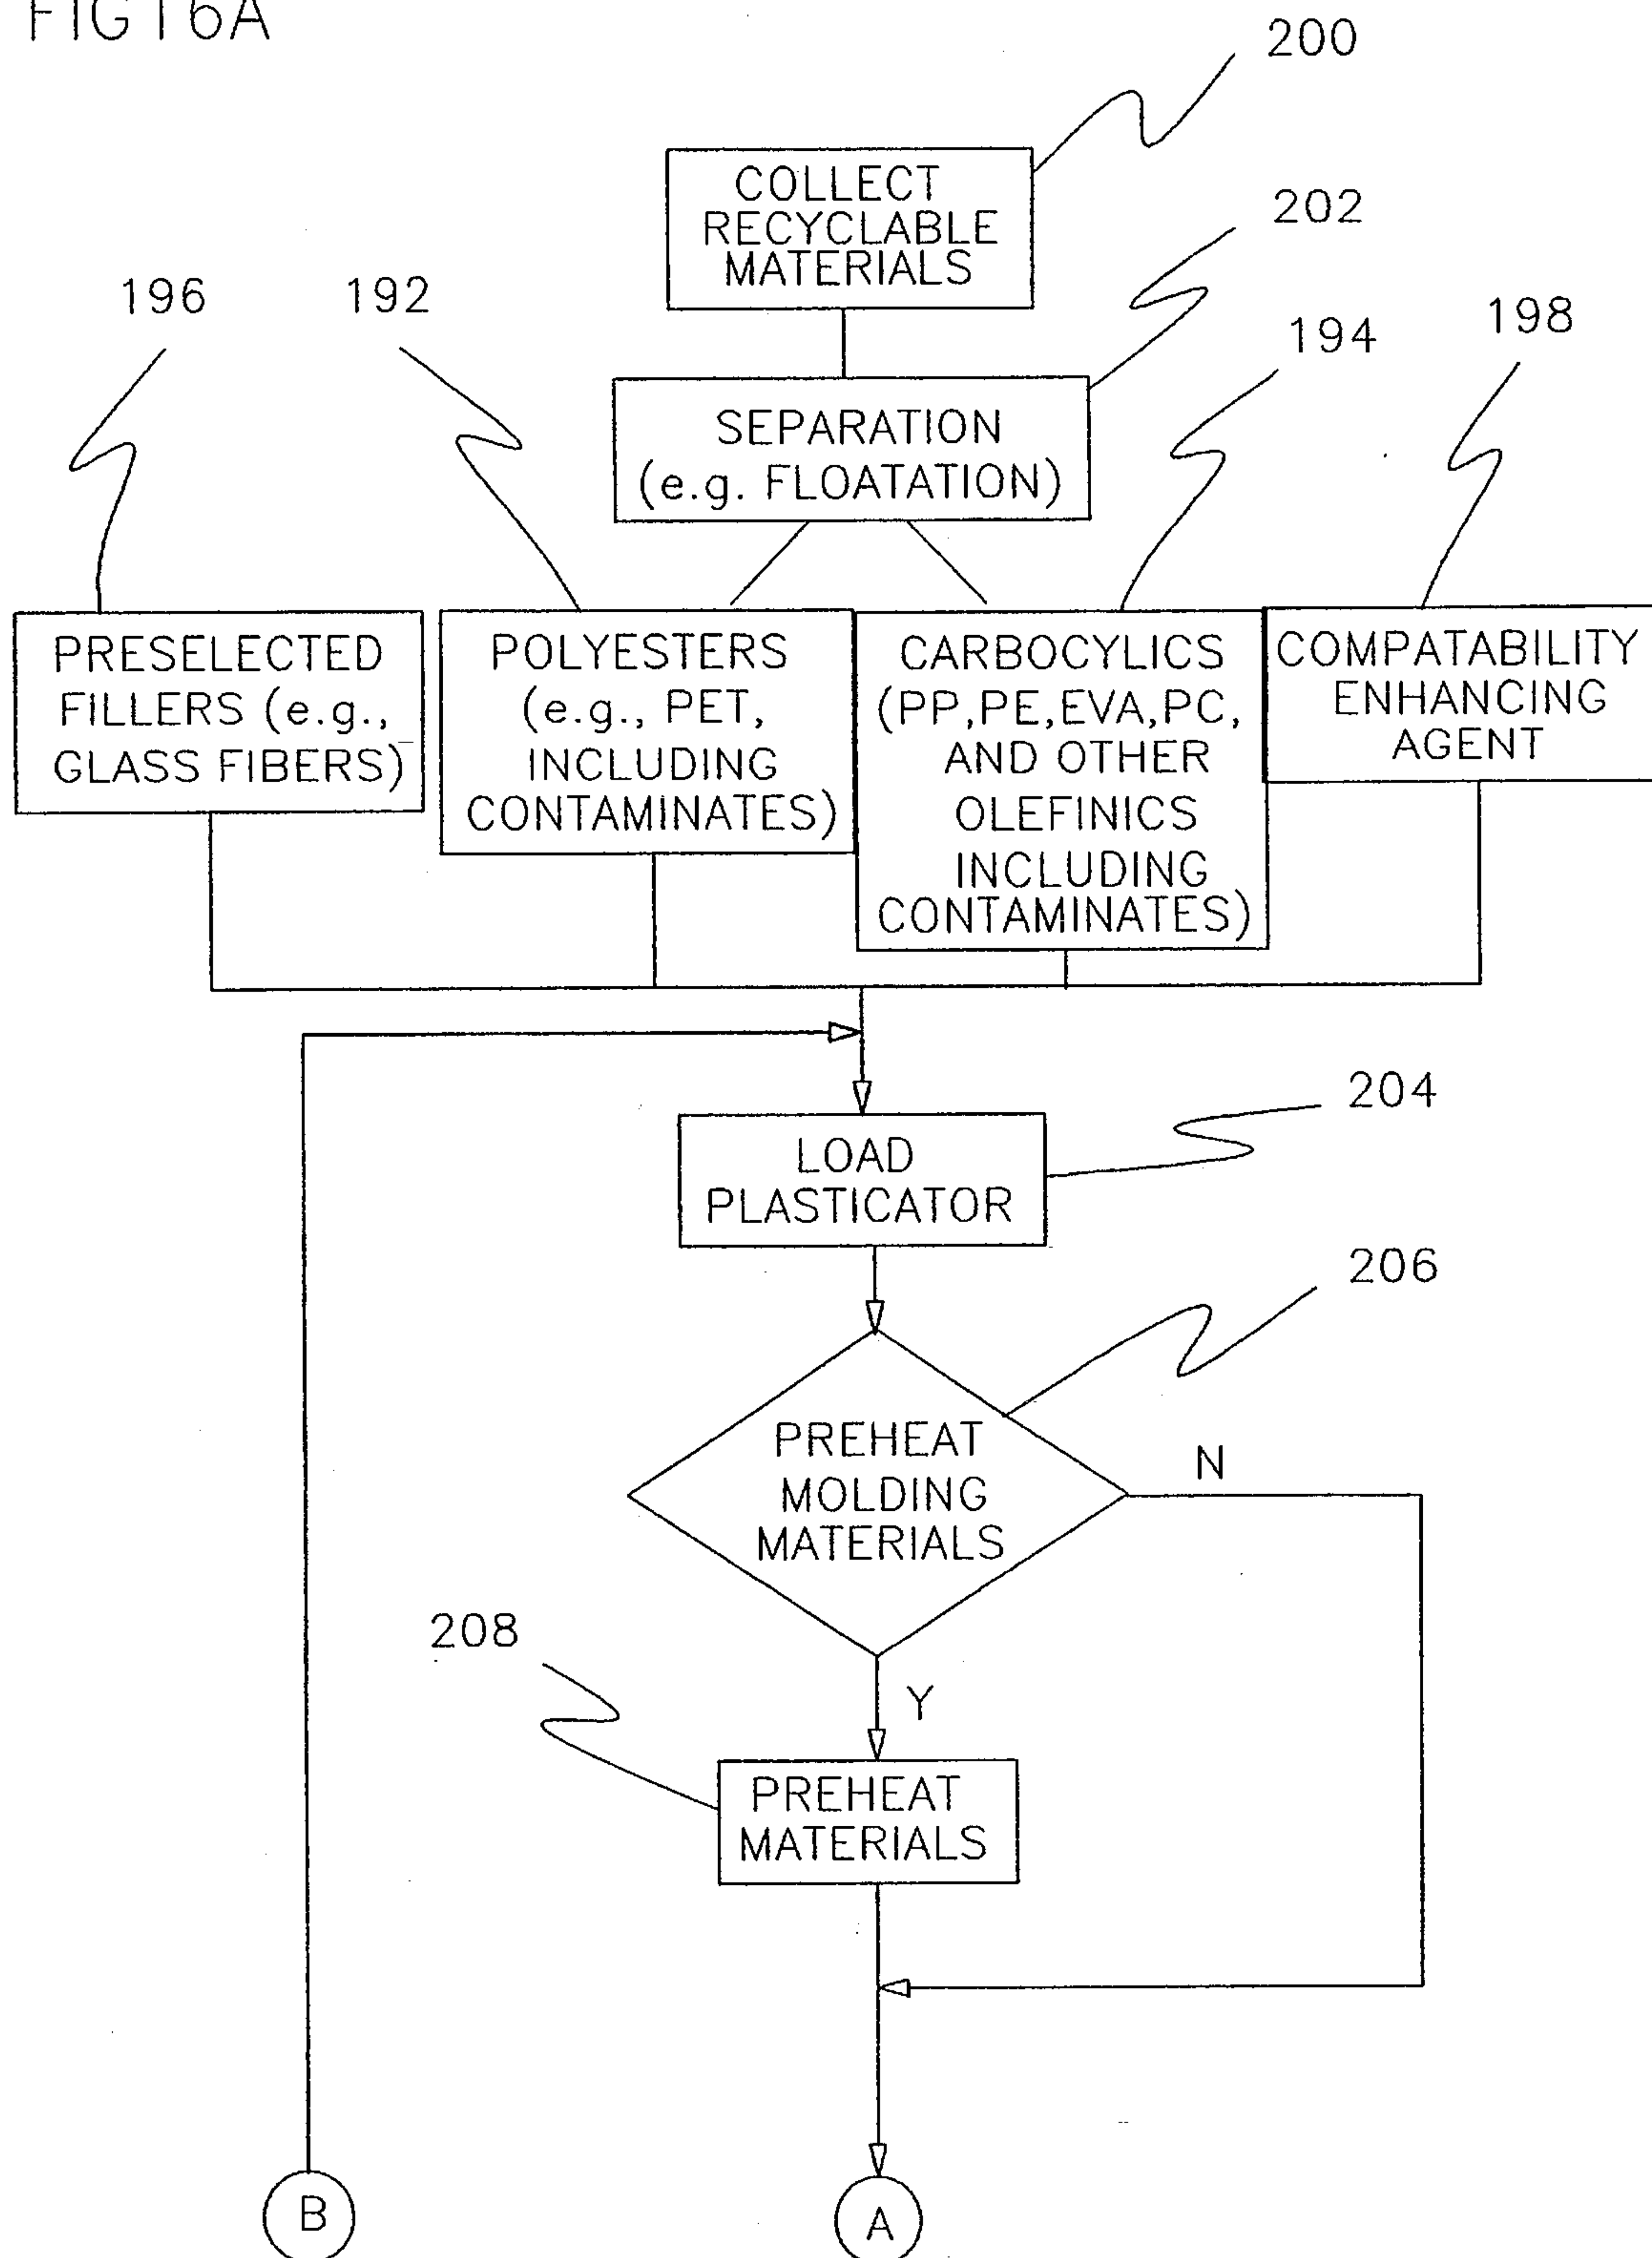 FIG16A
200
COLLECT
RECYCLABLE
MATERIALS
202
196
192
194
198
SEPARATION
(e.g. FLOATATION)
PRESELECTED
FILLERS (e.g.,
GLASS FIBERS)
POLYESTERS
(e.g., PET,
INCLUDING
CONTAMINATES)
CARBOCYLICS
(PP,PE,EVA,PC,
AND OTHER
OLEFINICS
INCLUDING
CONTAMINATES)
COMPATABILITY
ENHANCING
AGENT
204
LOAD
PLASTICATOR
206
PREHEAT
MOLDING
MATERIALS
N
208
Y
PREHEAT
MATERIALS
B
A